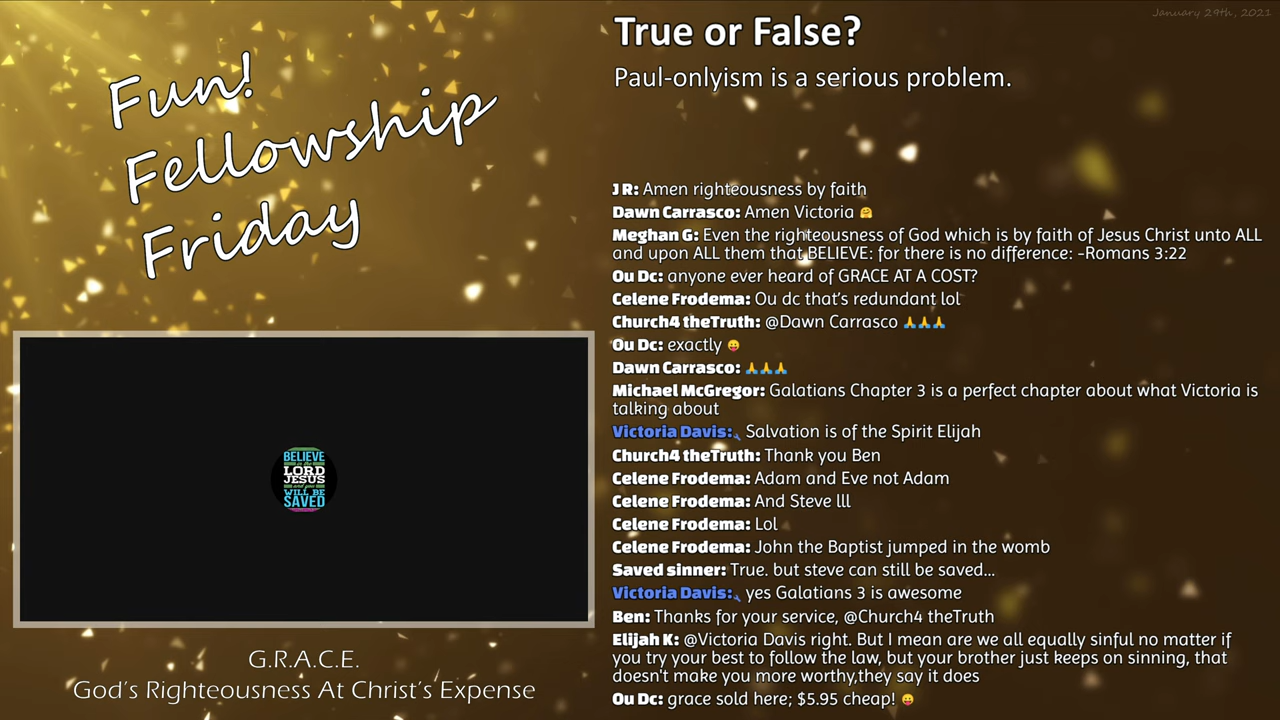 January 29th, 2021
Fun!
Fellowship
Friday
True or False?
Paul-onlyism is a serious problem.
J R: Amen righteousness by faith
Dawn Carrasco: Amen Victoria 🤗
Meghan G: Even the righteousness of God which is by faith of Jesus Christ unto ALL
and upon ALL them that BELIEVE: for there is no difference: -Romans 3:22
Ou Dc: anyone ever heard of GRACE AT A COST?
Celene Frodema: Ou dc that's redundant lol
Church4 theTruth: @Dawn Carrasco 🙏🙏🙏
Ou Dc: exactly 😛
Dawn Carrasco: 🙏🙏🙏
Michael McGregor: Galatians Chapter 3 is a perfect chapter about what Victoria is
talking about
Victoria Davis: Salvation is of the Spirit Elijah
Church4 theTruth: Thank you Ben
Celene Frodema: Adam and Eve not Adam
Celene Frodema: And Steve lll
Celene Frodema: Lol
Celene Frodema: John the Baptist jumped in the womb
Saved sinner: True. but steve can still be saved...
Victoria Davis: yes Galatians 3 is awesome
Ben: Thanks for your service, @Church4 theTruth
Elijah K: @Victoria Davis right. But I mean are we all equally sinful no matter if
you try your best to follow the law, but your brother just keeps on sinning, that
doesn't make you more worthy,they say it does
Ou Dc: grace sold here; $5.95 cheap! 😛
BELIEVE
LORD
JESUS
WILL BE
SAVED
G.R.A.C.E.
God's Righteousness At Christ's Expense